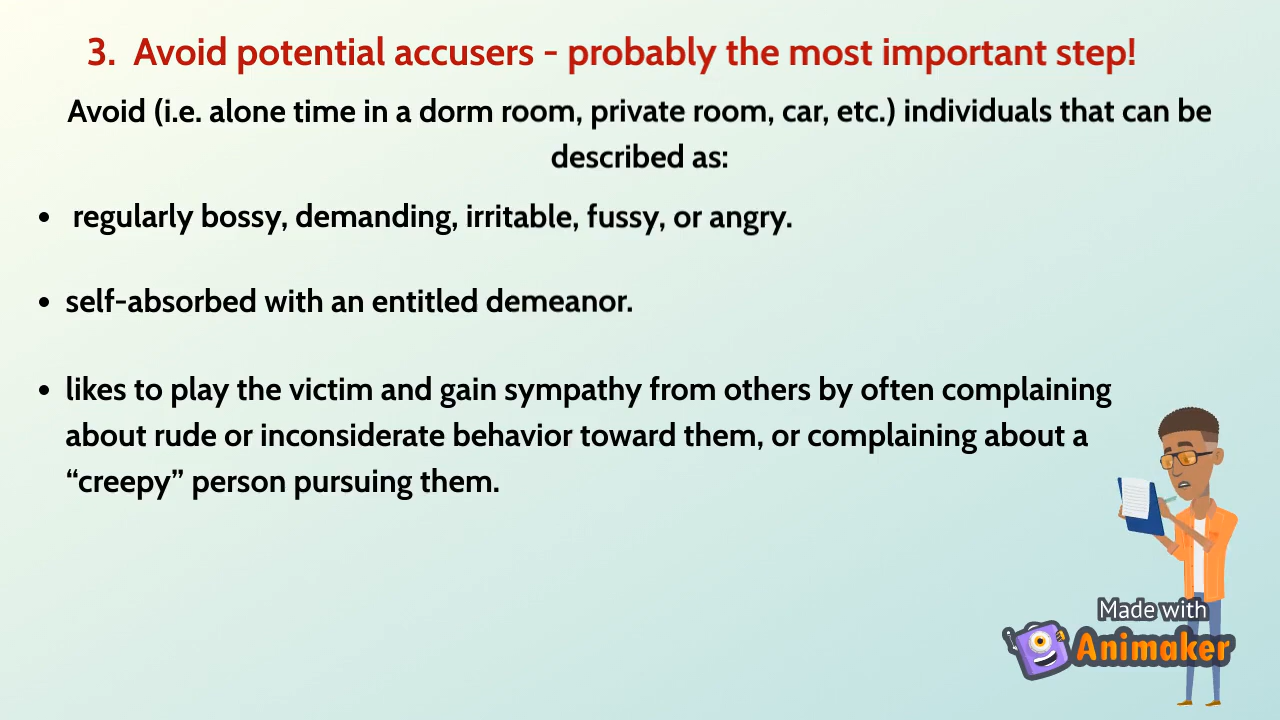 3. Avoid potential accusers - probably the most important step!
Avoid (i.e. alone time in a dorm room, private room, car, etc.) individuals that can be
described as:
• regularly bossy, demanding, irritable, fussy, or angry.
• self-absorbed with an entitled demeanor.
• likes to play the victim and gain sympathy from others by often complaining
about rude or inconsiderate behavior toward them, or complaining about a
“creepy” person pursuing them.
Made with
Animaker